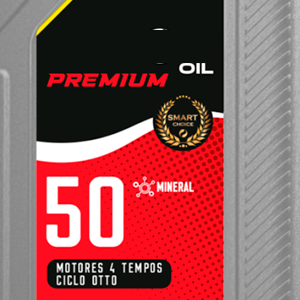 PREMIUM OIL
SMART
CHOICE
50
MINERAL
MOTORES 4 TEMPOS
CICLO OTTO